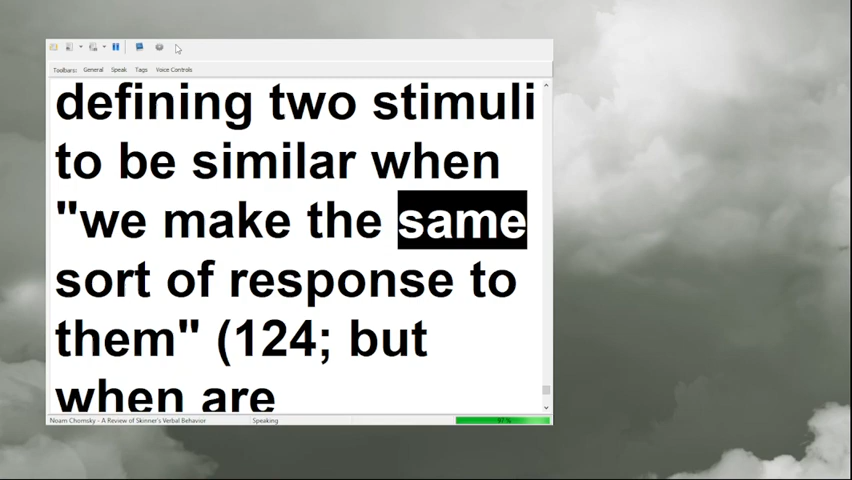 Toolbars: General Speak Tags Voice Controls
defining two stimuli
to be similar when
"we make the same
sort of response to
them" (124; but
when are
Noam Chomsky - A Review of Skinner's Verbal Behavior Speaking 97 %